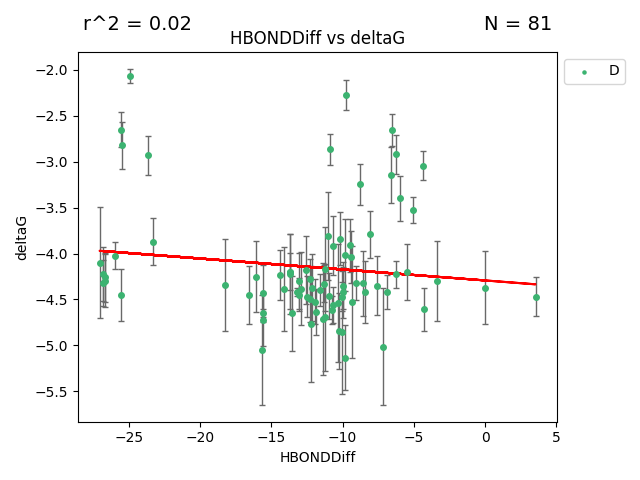 r^2 = 0.02
N = 81
HBONDDiff vs deltaG
D
−2.0
−2.5
−3.0
−3.5
−4.0
−4.5
−5.0
−5.5
deltaG
−25
−20
−15
−10
−5
0
5
HBONDDiff